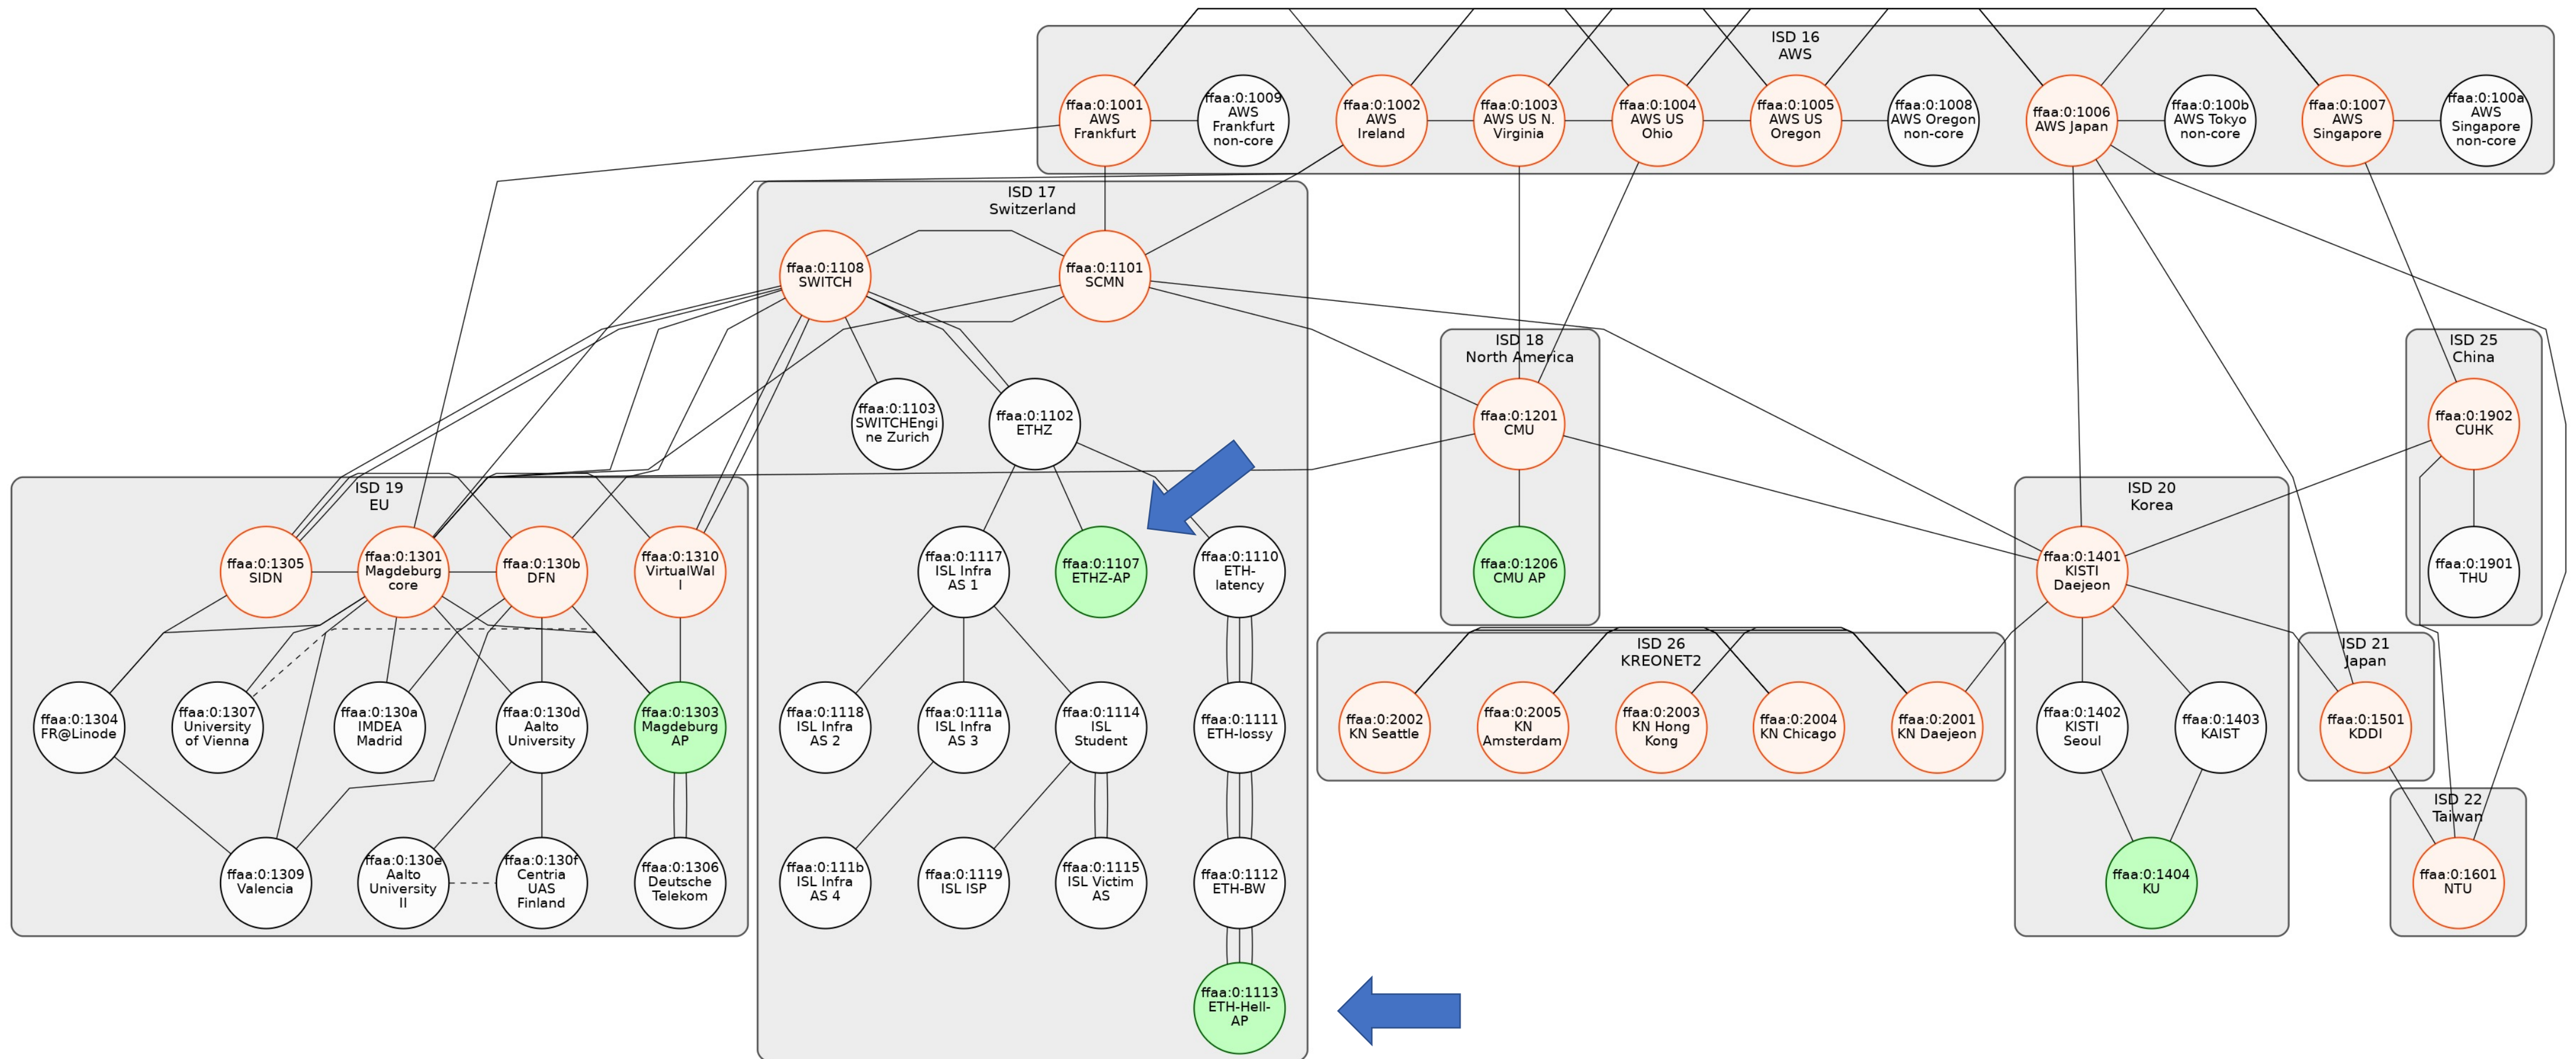 ISD 16
AWS
ffaa:0:1001
AWS
Frankfurt
ffaa:0:1009
AWS
Frankfurt
non-core
ffaa:0:1002
AWS
Ireland
ffaa:0:1003
AWS US N.
Virginia
ffaa:0:1004
AWS US
Ohio
ffaa:0:1005
AWS US
Oregon
ffaa:0:1008
AWS Oregon
non-core
ffaa:0:1006
AWS Japan
ffaa:0:100b
AWS Tokyo
non-core
ffaa:0:1007
AWS
Singapore
ffaa:0:100a
AWS
Singapore
non-core
ISD 17
Switzerland
ffaa:0:1108
SWITCH
ffaa:0:1101
SCMN
ffaa:0:1103
SWITCHEngi
ne Zurich
ffaa:0:1102
ETHZ
ffaa:0:1117
ISL Infra
AS 1
ffaa:0:1107
ETHZ-AP
ffaa:0:1110
ETH-
latency
ffaa:0:1118
ISL Infra
AS 2
ffaa:0:111a
ISL Infra
AS 3
ffaa:0:1114
ISL
Student
ffaa:0:1111
ETH-lossy
ffaa:0:111b
ISL Infra
AS 4
ffaa:0:1119
ISL ISP
ffaa:0:1115
ISL Victim
AS
ffaa:0:1112
ETH-BW
ffaa:0:1113
ETH-Hell-
AP
ISD 18
North America
ffaa:0:1201
CMU
ffaa:0:1206
CMU AP
ISD 25
China
ffaa:0:1902
CUHK
ffaa:0:1901
THU
ISD 19
EU
ffaa:0:1305
SIDN
ffaa:0:1301
Magdeburg
core
ffaa:0:130b
DFN
ffaa:0:1310
VirtualWal
l
ffaa:0:1304
FR@Linode
ffaa:0:1307
University
of Vienna
ffaa:0:130a
IMDEA
Madrid
ffaa:0:130d
Aalto
University
ffaa:0:1303
Magdeburg
AP
ffaa:0:1309
Valencia
ffaa:0:130e
Aalto
University
II
ffaa:0:130f
Centria
UAS
Finland
ffaa:0:1306
Deutsche
Telekom
ISD 20
Korea
ffaa:0:1401
KISTI
Daejeon
ffaa:0:1402
KISTI
Seoul
ffaa:0:1403
KAIST
ffaa:0:1404
KU
ISD 26
KREONET2
ffaa:0:2002
KN Seattle
ffaa:0:2005
KN
Amsterdam
ffaa:0:2003
KN Hong
Kong
ffaa:0:2004
KN Chicago
ffaa:0:2001
KN Daejeon
ISD 21
Japan
ffaa:0:1501
KDDI
ISD 22
Taiwan
ffaa:0:1601
NTU